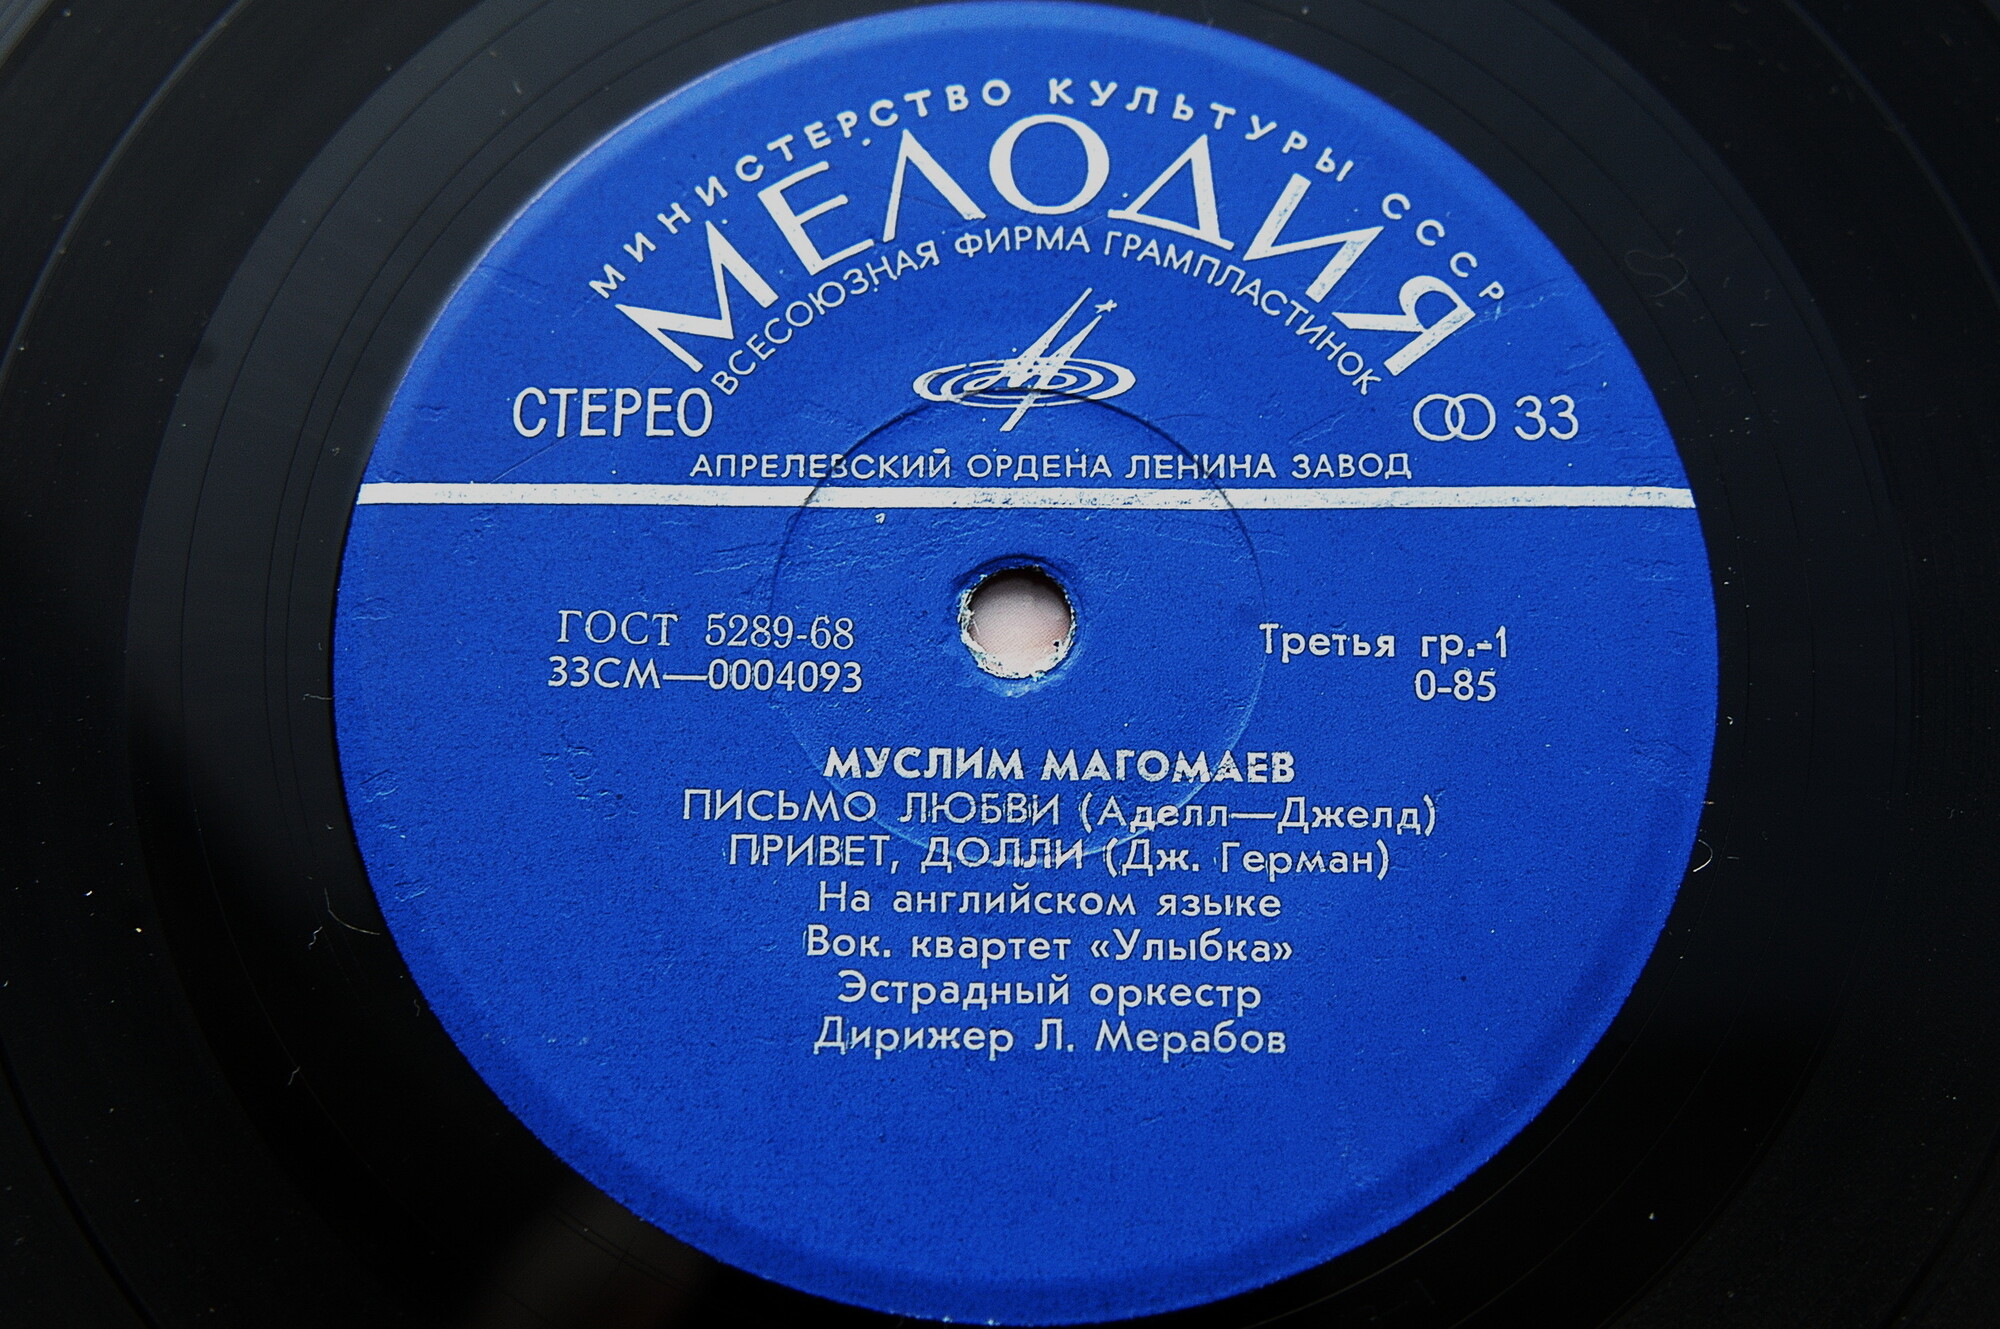 МИНИСТЕРСТВО КУЛЬТУРЫ СССР
МЕЛОДИЯ
ВСЕСОЮЗНАЯ ФИРМА ГРАМПЛАСТИНОК
СТЕРЕО
33
АПРЕЛЕВСКИЙ ОРДЕНА ЛЕНИНА ЗАВОД
ГОСТ 5289-68
33СМ—0004093
Третья гр.-1
0-85
МУСЛИМ МАГОМАЕВ
ПИСЬМО ЛЮБВИ (Аделл—Джелд)
ПРИВЕТ, ДОЛЛИ (Дж. Герман)
На английском языке
Вок. квартет «Улыбка»
Эстрадный оркестр
Дирижер Л. Мерабов